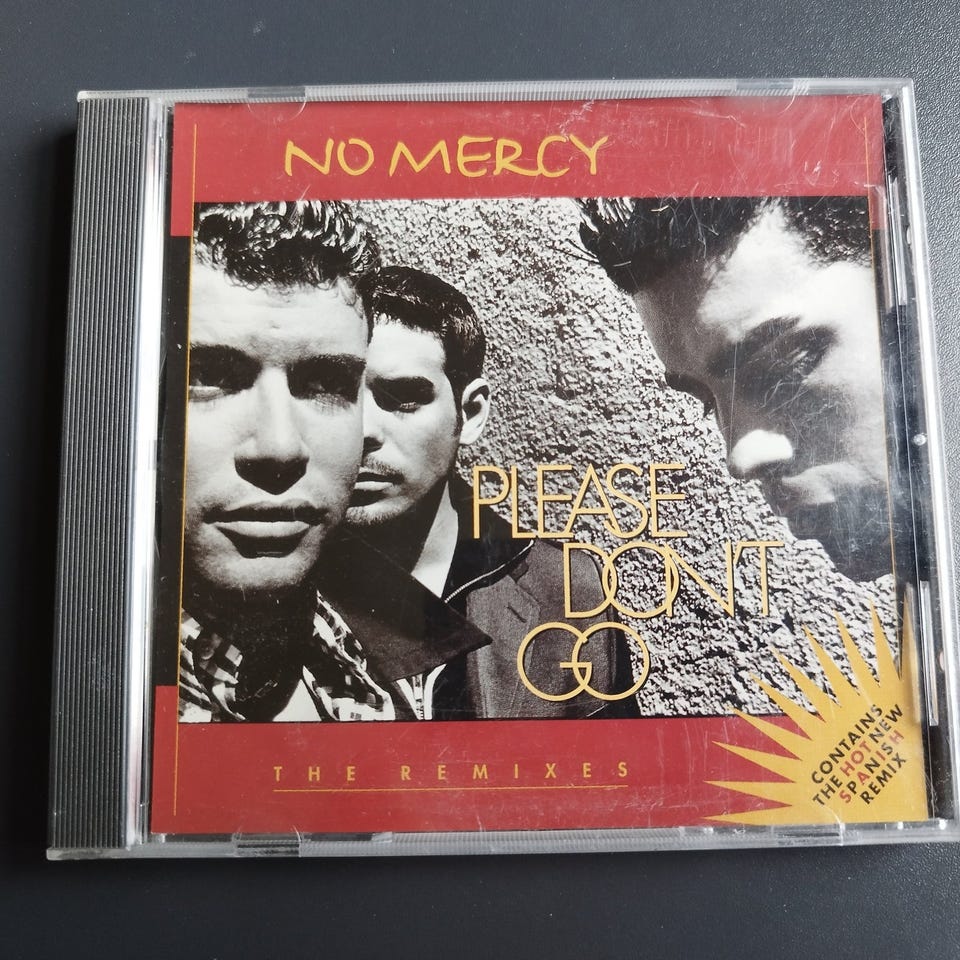 NO MERCY
PLEASE
DON'T
GO
THE REMIXES
CONTAINS
THE HOT NEW
SPANISH
REMIX